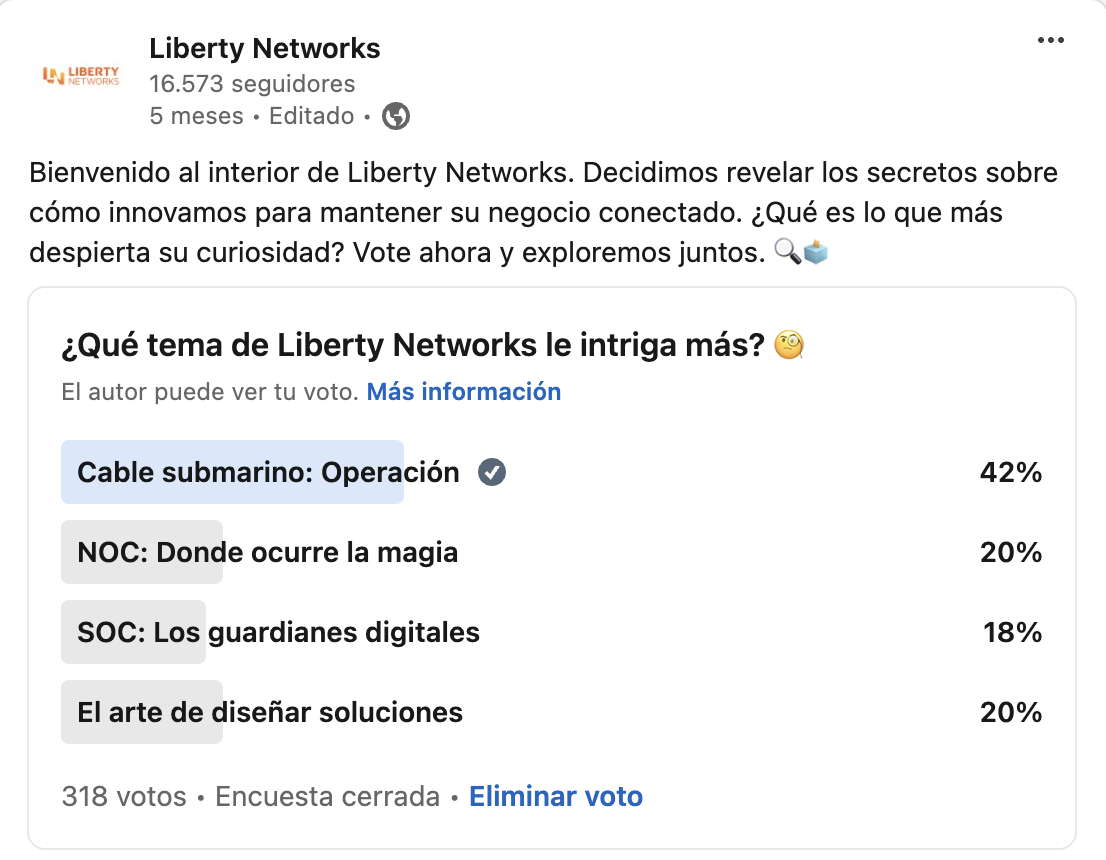 LIBERTY
NETWORKS
Liberty Networks
16.573 seguidores
5 meses • Editado •
Bienvenido al interior de Liberty Networks. Decidimos revelar los secretos sobre
cómo innovamos para mantener su negocio conectado. ¿Qué es lo que más
despierta su curiosidad? Vote ahora y exploremos juntos. 🔍🗳️
¿Qué tema de Liberty Networks le intriga más? 🧐
El autor puede ver tu voto. Más información
Cable submarino: Operación 42%
NOC: Donde ocurre la magia 20%
SOC: Los guardianes digitales 18%
El arte de diseñar soluciones 20%
318 votos • Encuesta cerrada • Eliminar voto